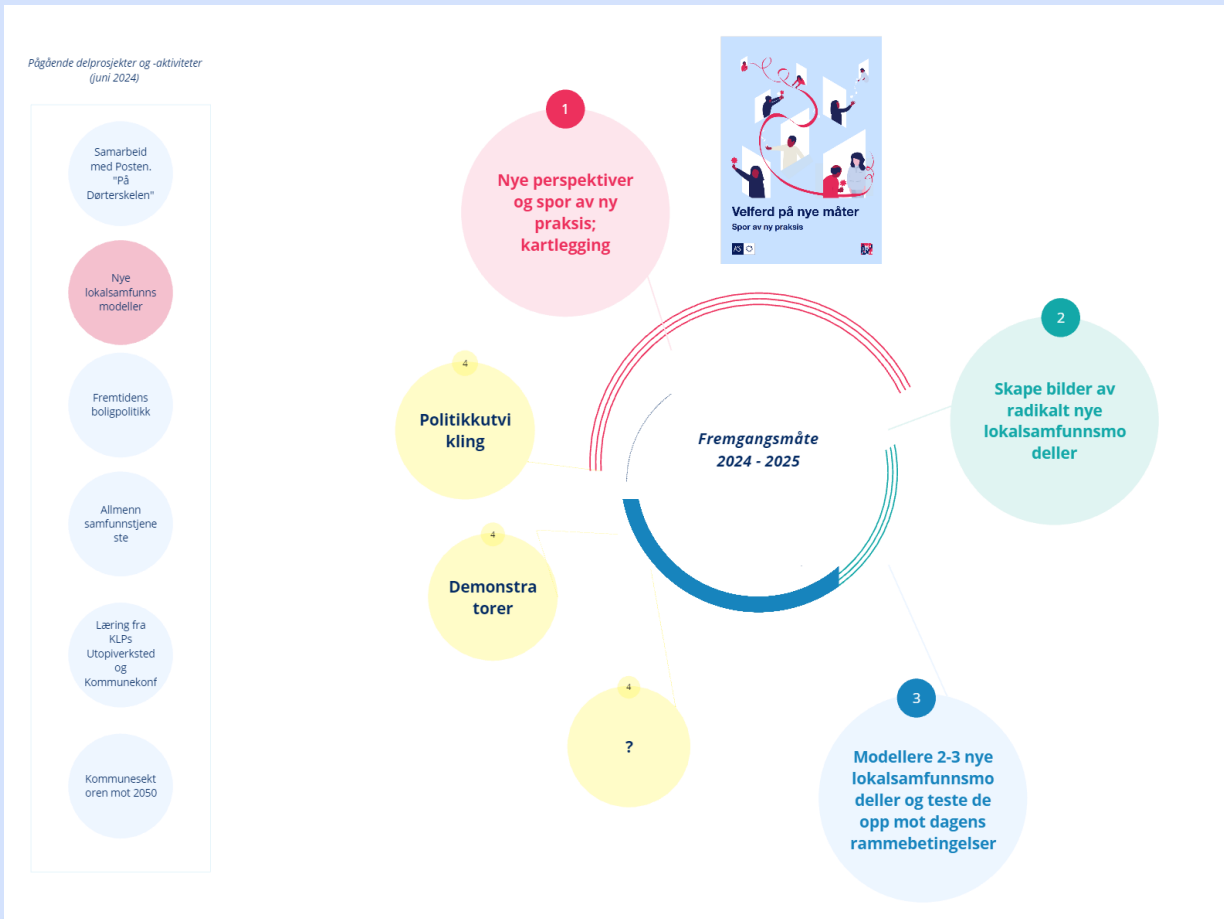 Pågående delprosjekter og -aktiviteter
(juni 2024)
Samarbeid
med Posten.
"På
Dørterskelen"
Nye
lokalsamfunns
modeller
Fremtidens
boligpolitikk
Allmenn
samfunnstjene
ste
Læring fra
KLPs
Utopiverksted
og
Kommunekonf
Kommunesekt
oren mot 2050
1
Nye perspektiver
og spor av ny
praksis;
kartlegging
Velferd på nye måter
Spor av ny praksis
KS
2
Skape bilder av
radikalt nye
lokalsamfunnsmo
deller
Fremgangsmåte
2024 - 2025
3
Modellere 2-3 nye
lokalsamfunnsmo
deller og teste de
opp mot dagens
rammebetingelser
4
Politikkutvi
kling
4
Demonstra
torer
4
?